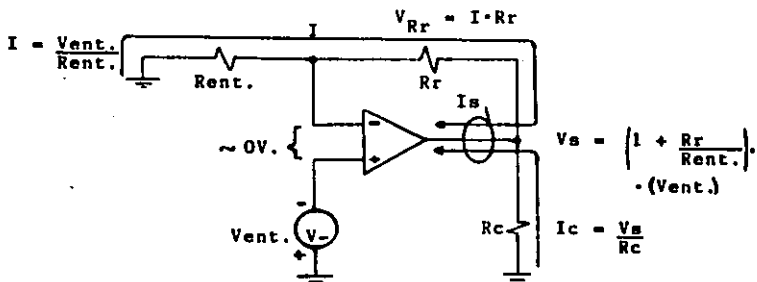 V_Rr = I·Rr
I
I = Vent./Rent.
Rent.
Rr
Is
-
~ 0V. {
+
Vs = (1 + Rr/Rent.).
·(Vent.)
-
Vent. V-
+
Rc
Ic = Vs/Rc